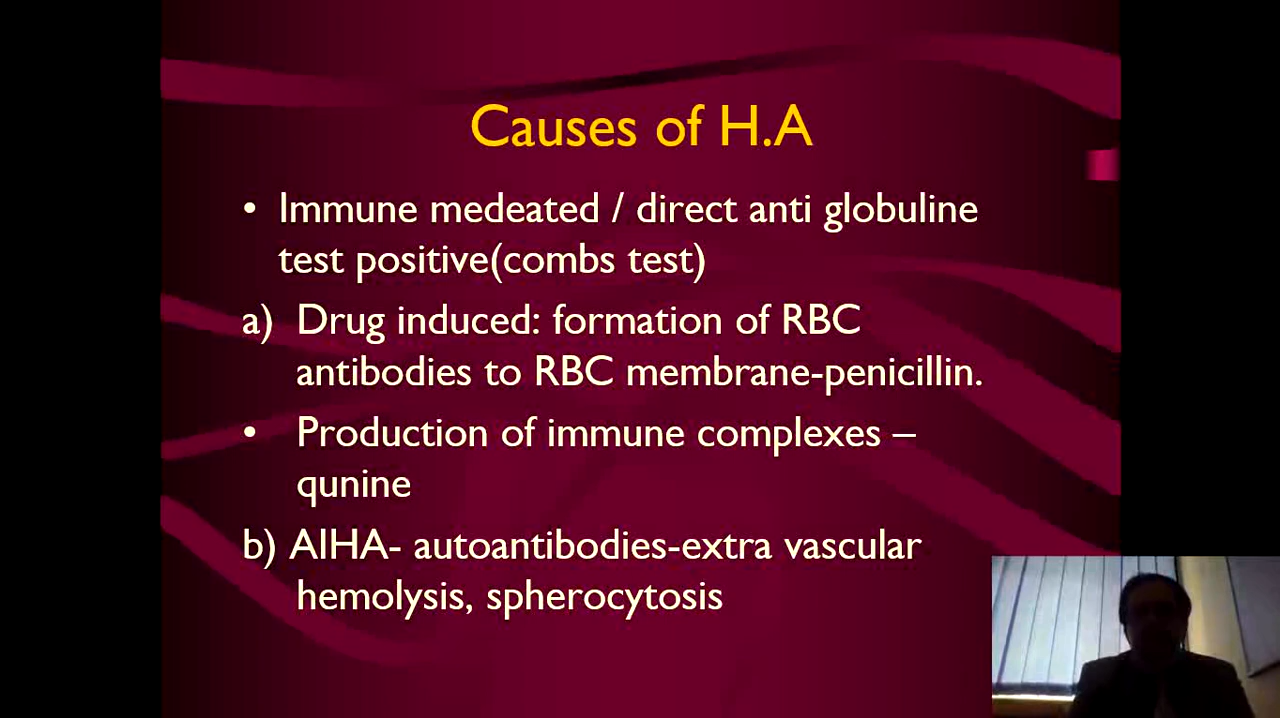 Causes of H.A
• Immune medeated / direct anti globuline
test positive(combs test)
a) Drug induced: formation of RBC
antibodies to RBC membrane-penicillin.
• Production of immune complexes –
qunine
b) AIHA- autoantibodies-extra vascular
hemolysis, spherocytosis